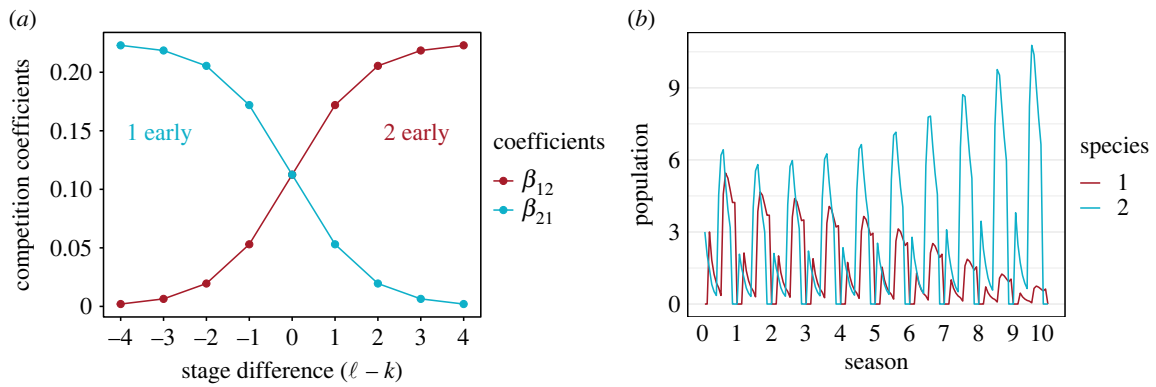 (a)
competition coefficients
0.20
0.15
0.10
0.05
0
1 early
2 early
–4 –3 –2 –1 0 1 2 3 4
stage difference (ℓ – k)
coefficients
β12
β21
(b)
population
9
6
3
0
0 1 2 3 4 5 6 7 8 9 10
season
species
1
2